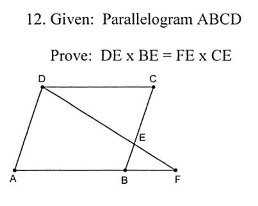 12. Given: Parallelogram ABCD
Prove: DE x BE = FE x CE
D C
E
A B F